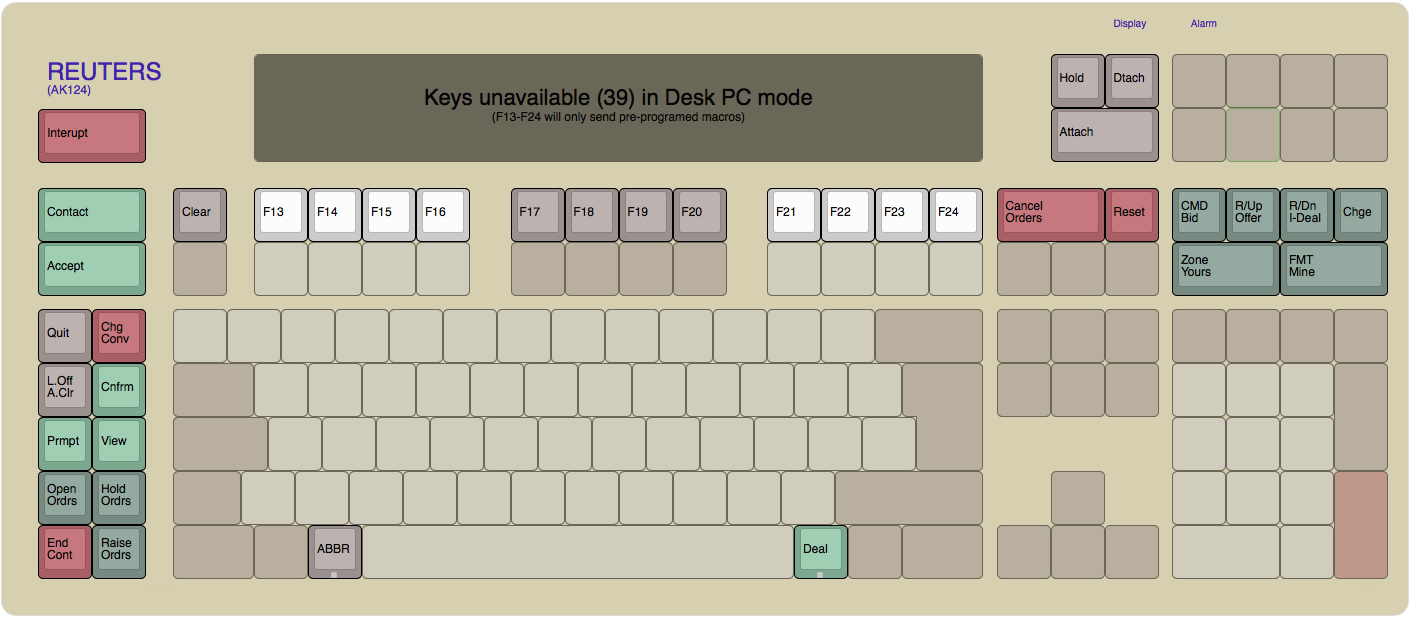 Display Alarm
REUTERS
(AK124)
Keys unavailable (39) in Desk PC mode
(F13-F24 will only send pre-programed macros)
Hold Dtach
Interupt
Attach
Contact Clear F13 F14 F15 F16 F17 F18 F19 F20 F21 F22 F23 F24
Cancel
Orders
Reset
CMD
Bid
R/Up
Offer
R/Dn
I-Deal
Chge
Accept
Zone
Yours
FMT
Mine
Quit
Chg
Conv
L.Off
A.Clr
Cnfrm
Prmpt View
Open
Ordrs
Hold
Ordrs
End
Cont
Raise
Ordrs
ABBR
Deal